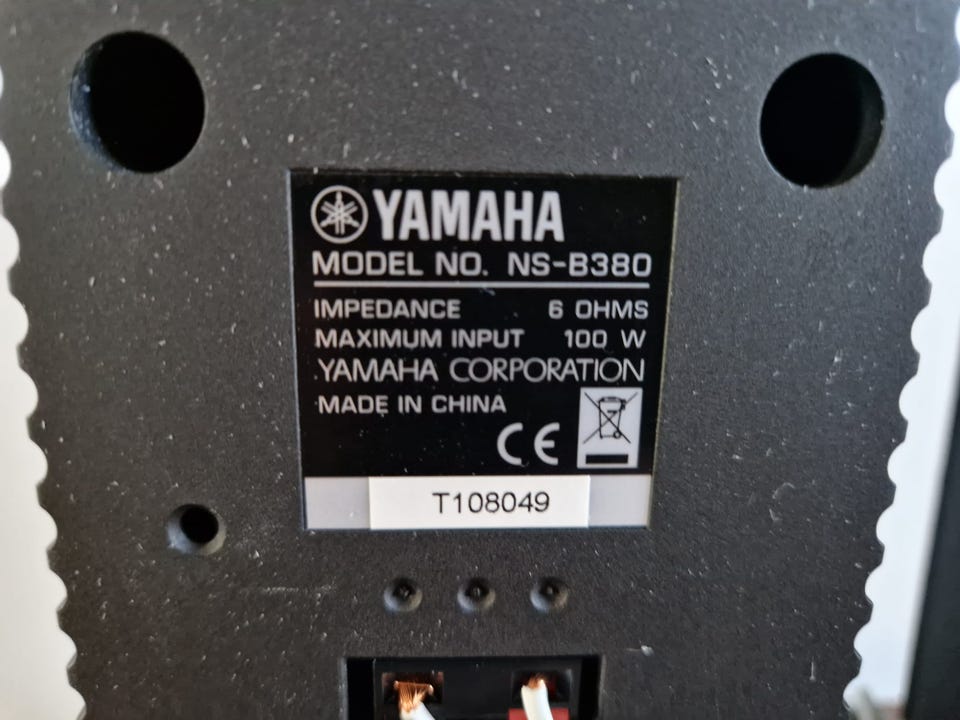 YAMAHA
MODEL NO. NS-B380
IMPEDANCE 6 OHMS
MAXIMUM INPUT 100 W
YAMAHA CORPORATION
MADE IN CHINA
CE
T108049